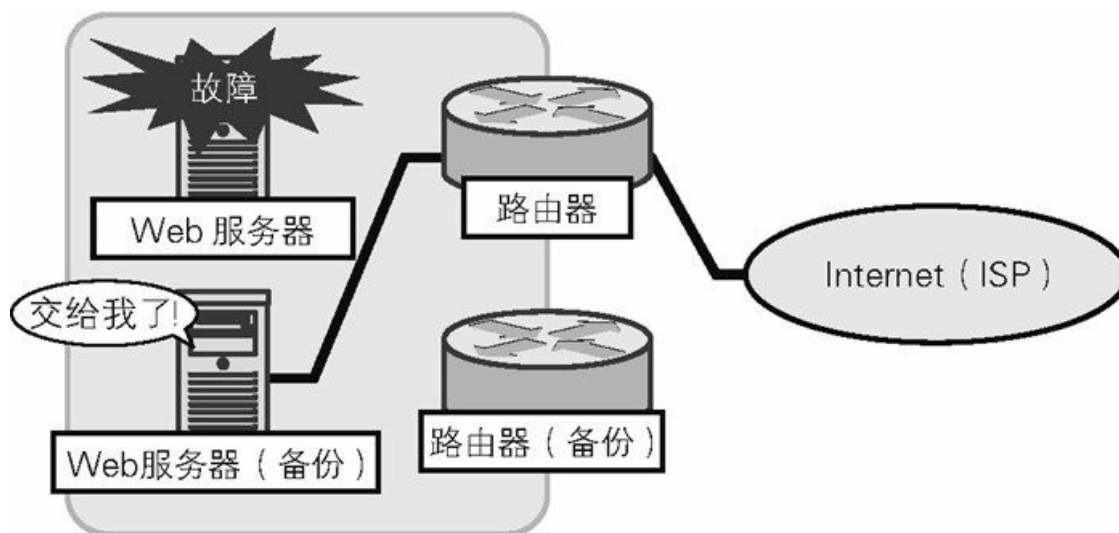 故障
Web 服务器
路由器
Internet（ISP）
交给我了!
Web服务器（备份）
路由器（备份）